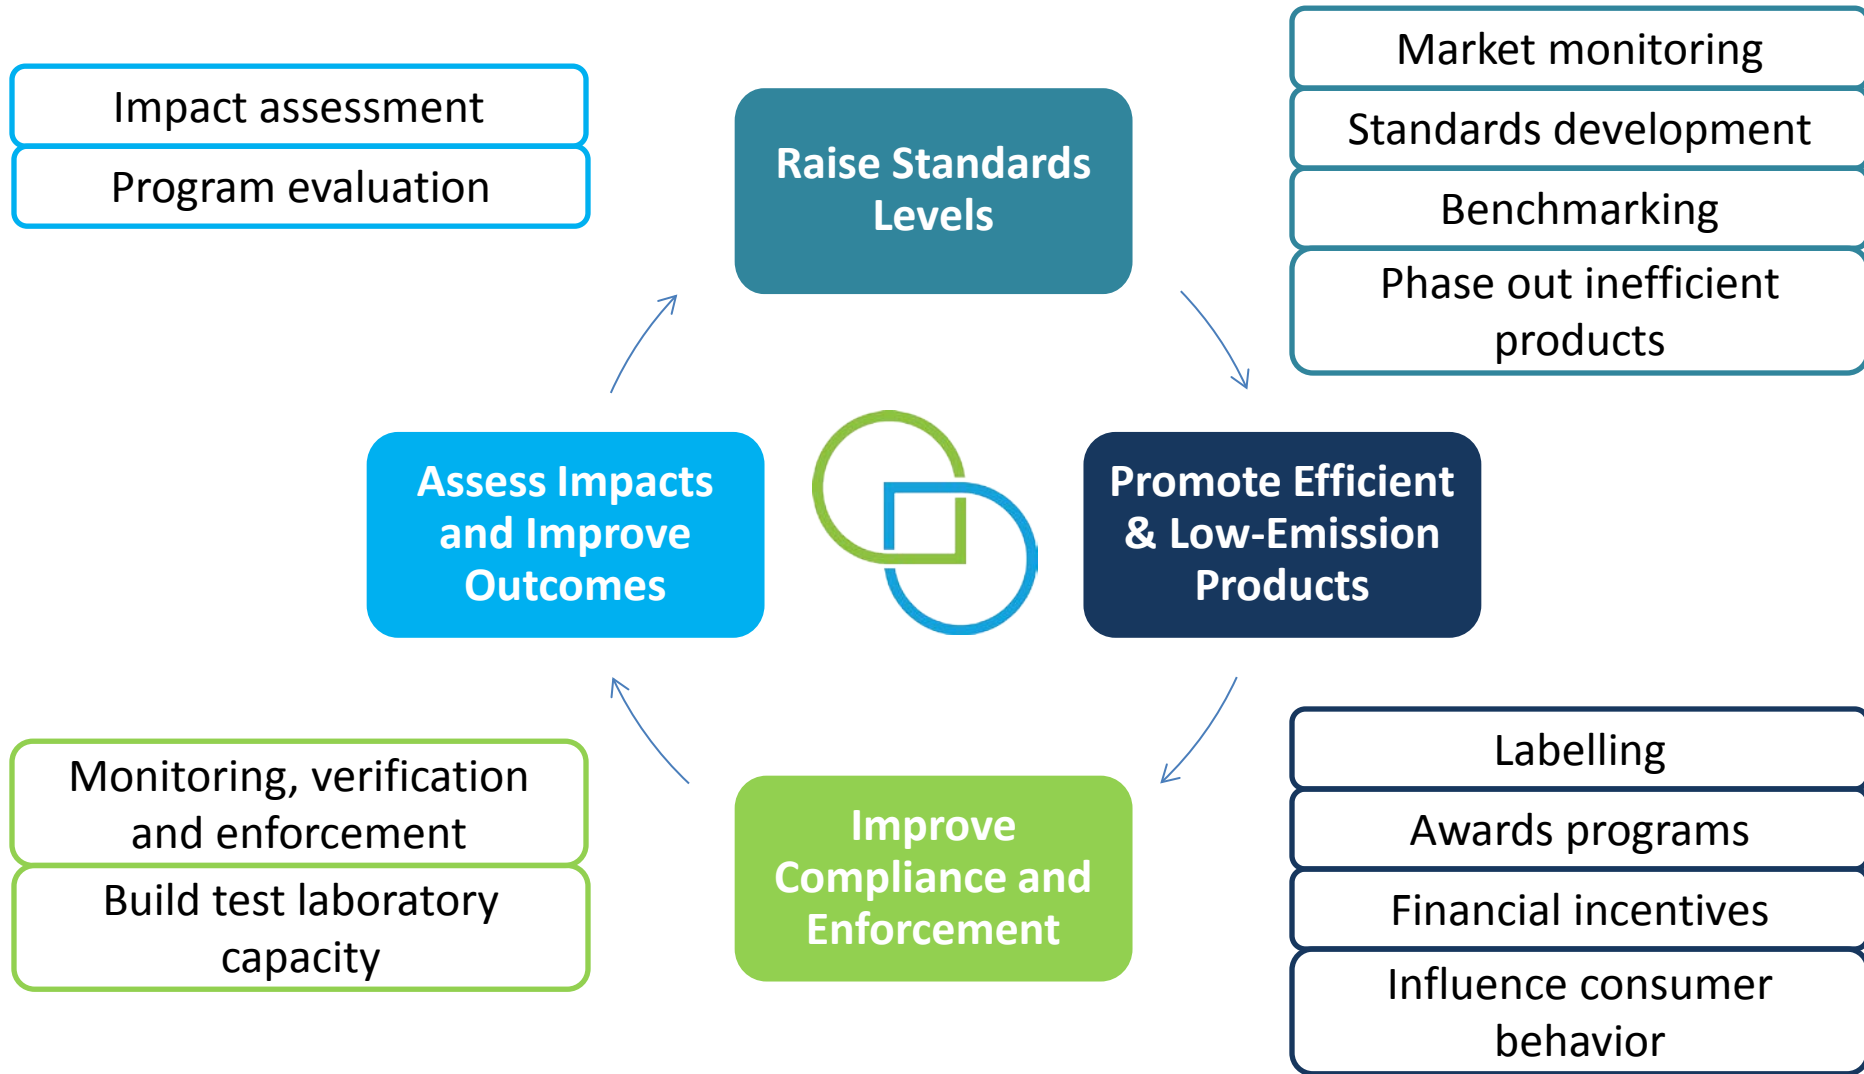 Impact assessment
Program evaluation
Raise Standards
Levels
Market monitoring
Standards development
Benchmarking
Phase out inefficient
products
Assess Impacts
and Improve
Outcomes
Promote Efficient
& Low-Emission
Products
Monitoring, verification
and enforcement
Build test laboratory
capacity
Improve
Compliance and
Enforcement
Labelling
Awards programs
Financial incentives
Influence consumer
behavior